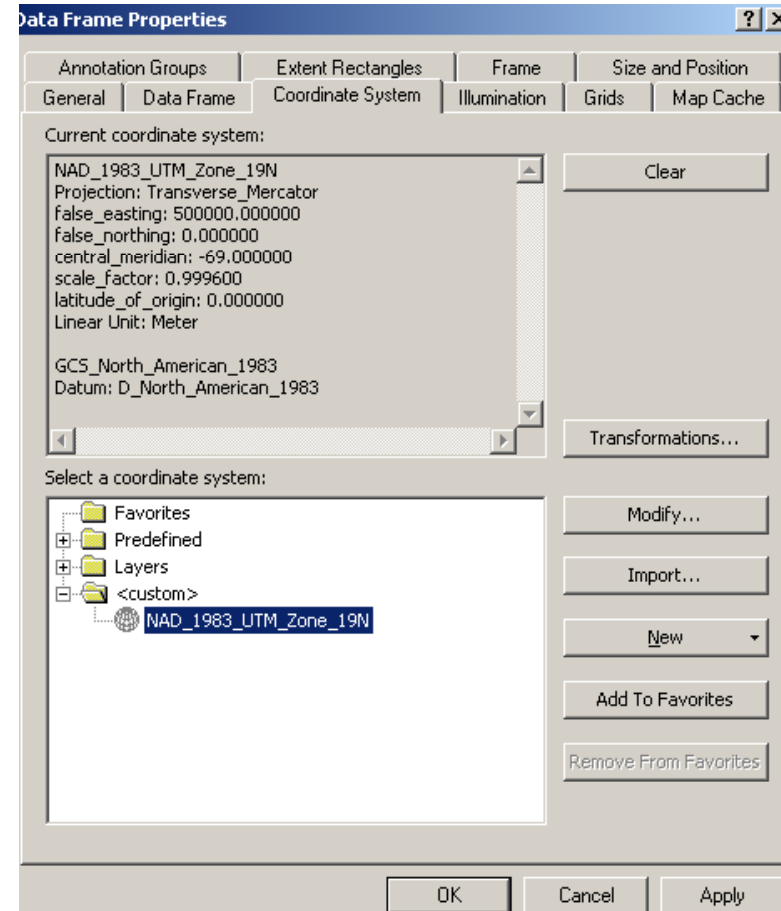 Data Frame Properties
Annotation Groups Extent Rectangles Frame Size and Position
General Data Frame Coordinate System Illumination Grids Map Cache
Current coordinate system:
NAD_1983_UTM_Zone_19N
Projection: Transverse_Mercator
false_easting: 500000.000000
false_northing: 0.000000
central_meridian: -69.000000
scale_factor: 0.999600
latitude_of_origin: 0.000000
Linear Unit: Meter
GCS_North_American_1983
Datum: D_North_American_1983
Clear
Transformations...
Select a coordinate system:
Favorites
Predefined
Layers
<custom>
NAD_1983_UTM_Zone_19N
Modify...
Import...
New
Add To Favorites
Remove From Favorites
OK Cancel Apply